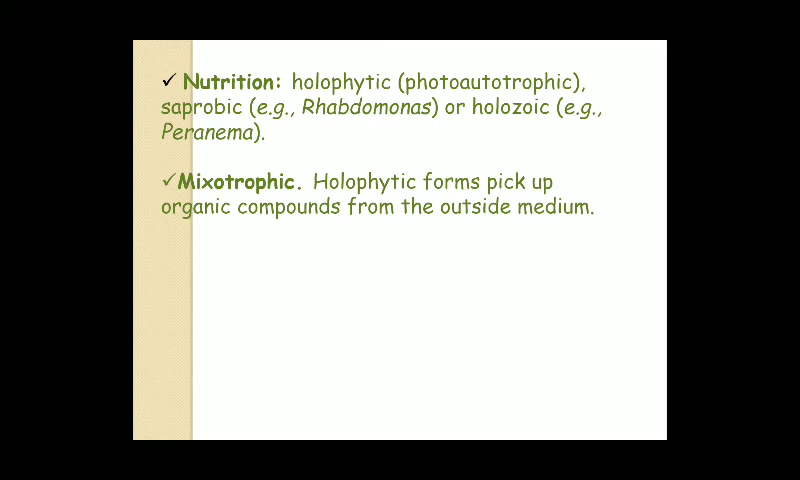 ✓ Nutrition: holophytic (photoautotrophic),
saprobic (e.g., Rhabdomonas) or holozoic (e.g.,
Peranema).
✓Mixotrophic. Holophytic forms pick up
organic compounds from the outside medium.